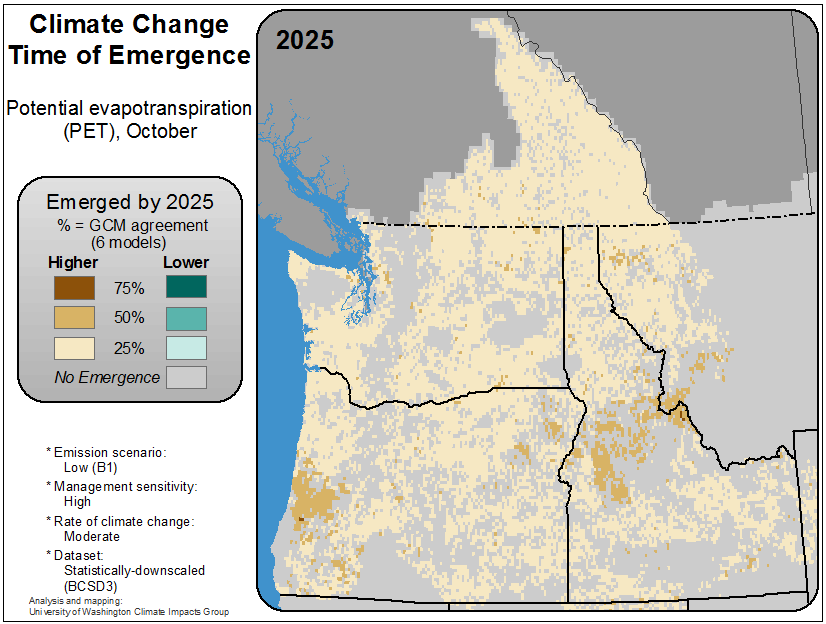 Climate Change
Time of Emergence
2025
Potential evapotranspiration
(PET), October
Emerged by 2025
% = GCM agreement
(6 models)
Higher Lower
75%
50%
25%
No Emergence
* Emission scenario:
Low (B1)
* Management sensitivity:
High
* Rate of climate change:
Moderate
* Dataset:
Statistically-downscaled
(BCSD3)
Analysis and mapping:
University of Washington Climate Impacts Group